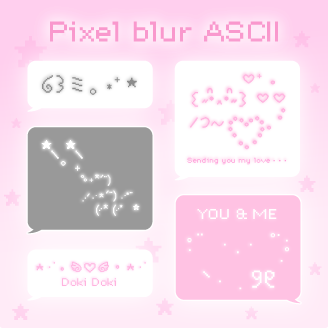 Pixel blur ASCII
Sending you my love･･･
YOU & ME
Doki Doki